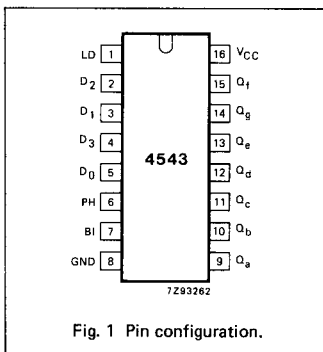 LD 1 16 VCC
D2 2 15 Qf
D1 3 14 Qg
D3 4 13 Qe
D0 5 12 Qd
PH 6 11 Qc
BI 7 10 Qb
GND 8 9 Qa
4543
7Z93262
Fig. 1 Pin configuration.